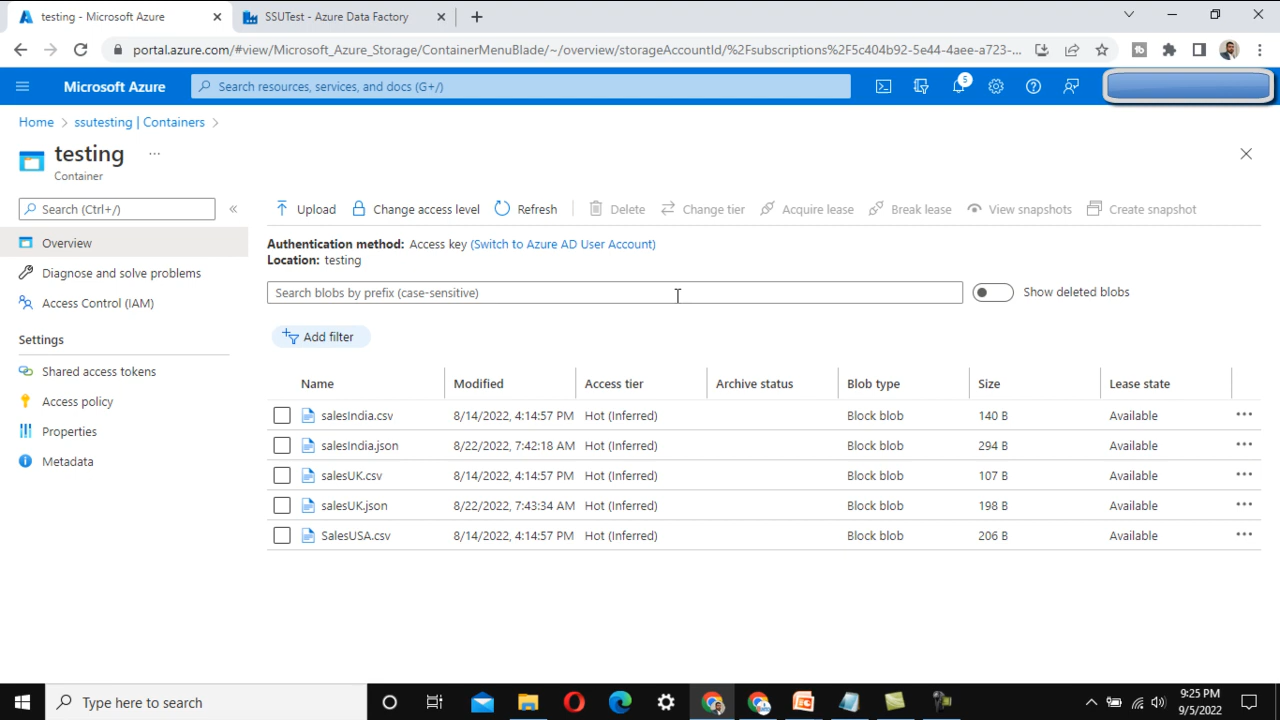 testing - Microsoft Azure
SSUTest - Azure Data Factory
portal.azure.com/#view/Microsoft_Azure_Storage/ContainerMenuBlade/~/overview/storageAccountId/%2Fsubscriptions%2F5c404b92-5e44-4aee-a723-...
Microsoft Azure
Search resources, services, and docs (G+/)
5
Home > ssutesting | Containers >
testing ...
Container
Search (Ctrl+/) «
Upload Change access level Refresh Delete Change tier Acquire lease Break lease View snapshots Create snapshot
Overview
Diagnose and solve problems
Access Control (IAM)
Settings
Shared access tokens
Access policy
Properties
Metadata
Authentication method: Access key (Switch to Azure AD User Account)
Location: testing
Search blobs by prefix (case-sensitive)
Show deleted blobs
Add filter
Name Modified Access tier Archive status Blob type Size Lease state
salesIndia.csv 8/14/2022, 4:14:57 PM Hot (Inferred) Block blob 140 B Available ...
salesIndia.json 8/22/2022, 7:42:18 AM Hot (Inferred) Block blob 294 B Available ...
salesUK.csv 8/14/2022, 4:14:57 PM Hot (Inferred) Block blob 107 B Available ...
salesUK.json 8/22/2022, 7:43:34 AM Hot (Inferred) Block blob 198 B Available ...
SalesUSA.csv 8/14/2022, 4:14:57 PM Hot (Inferred) Block blob 206 B Available ...
Type here to search
9:25 PM
9/5/2022